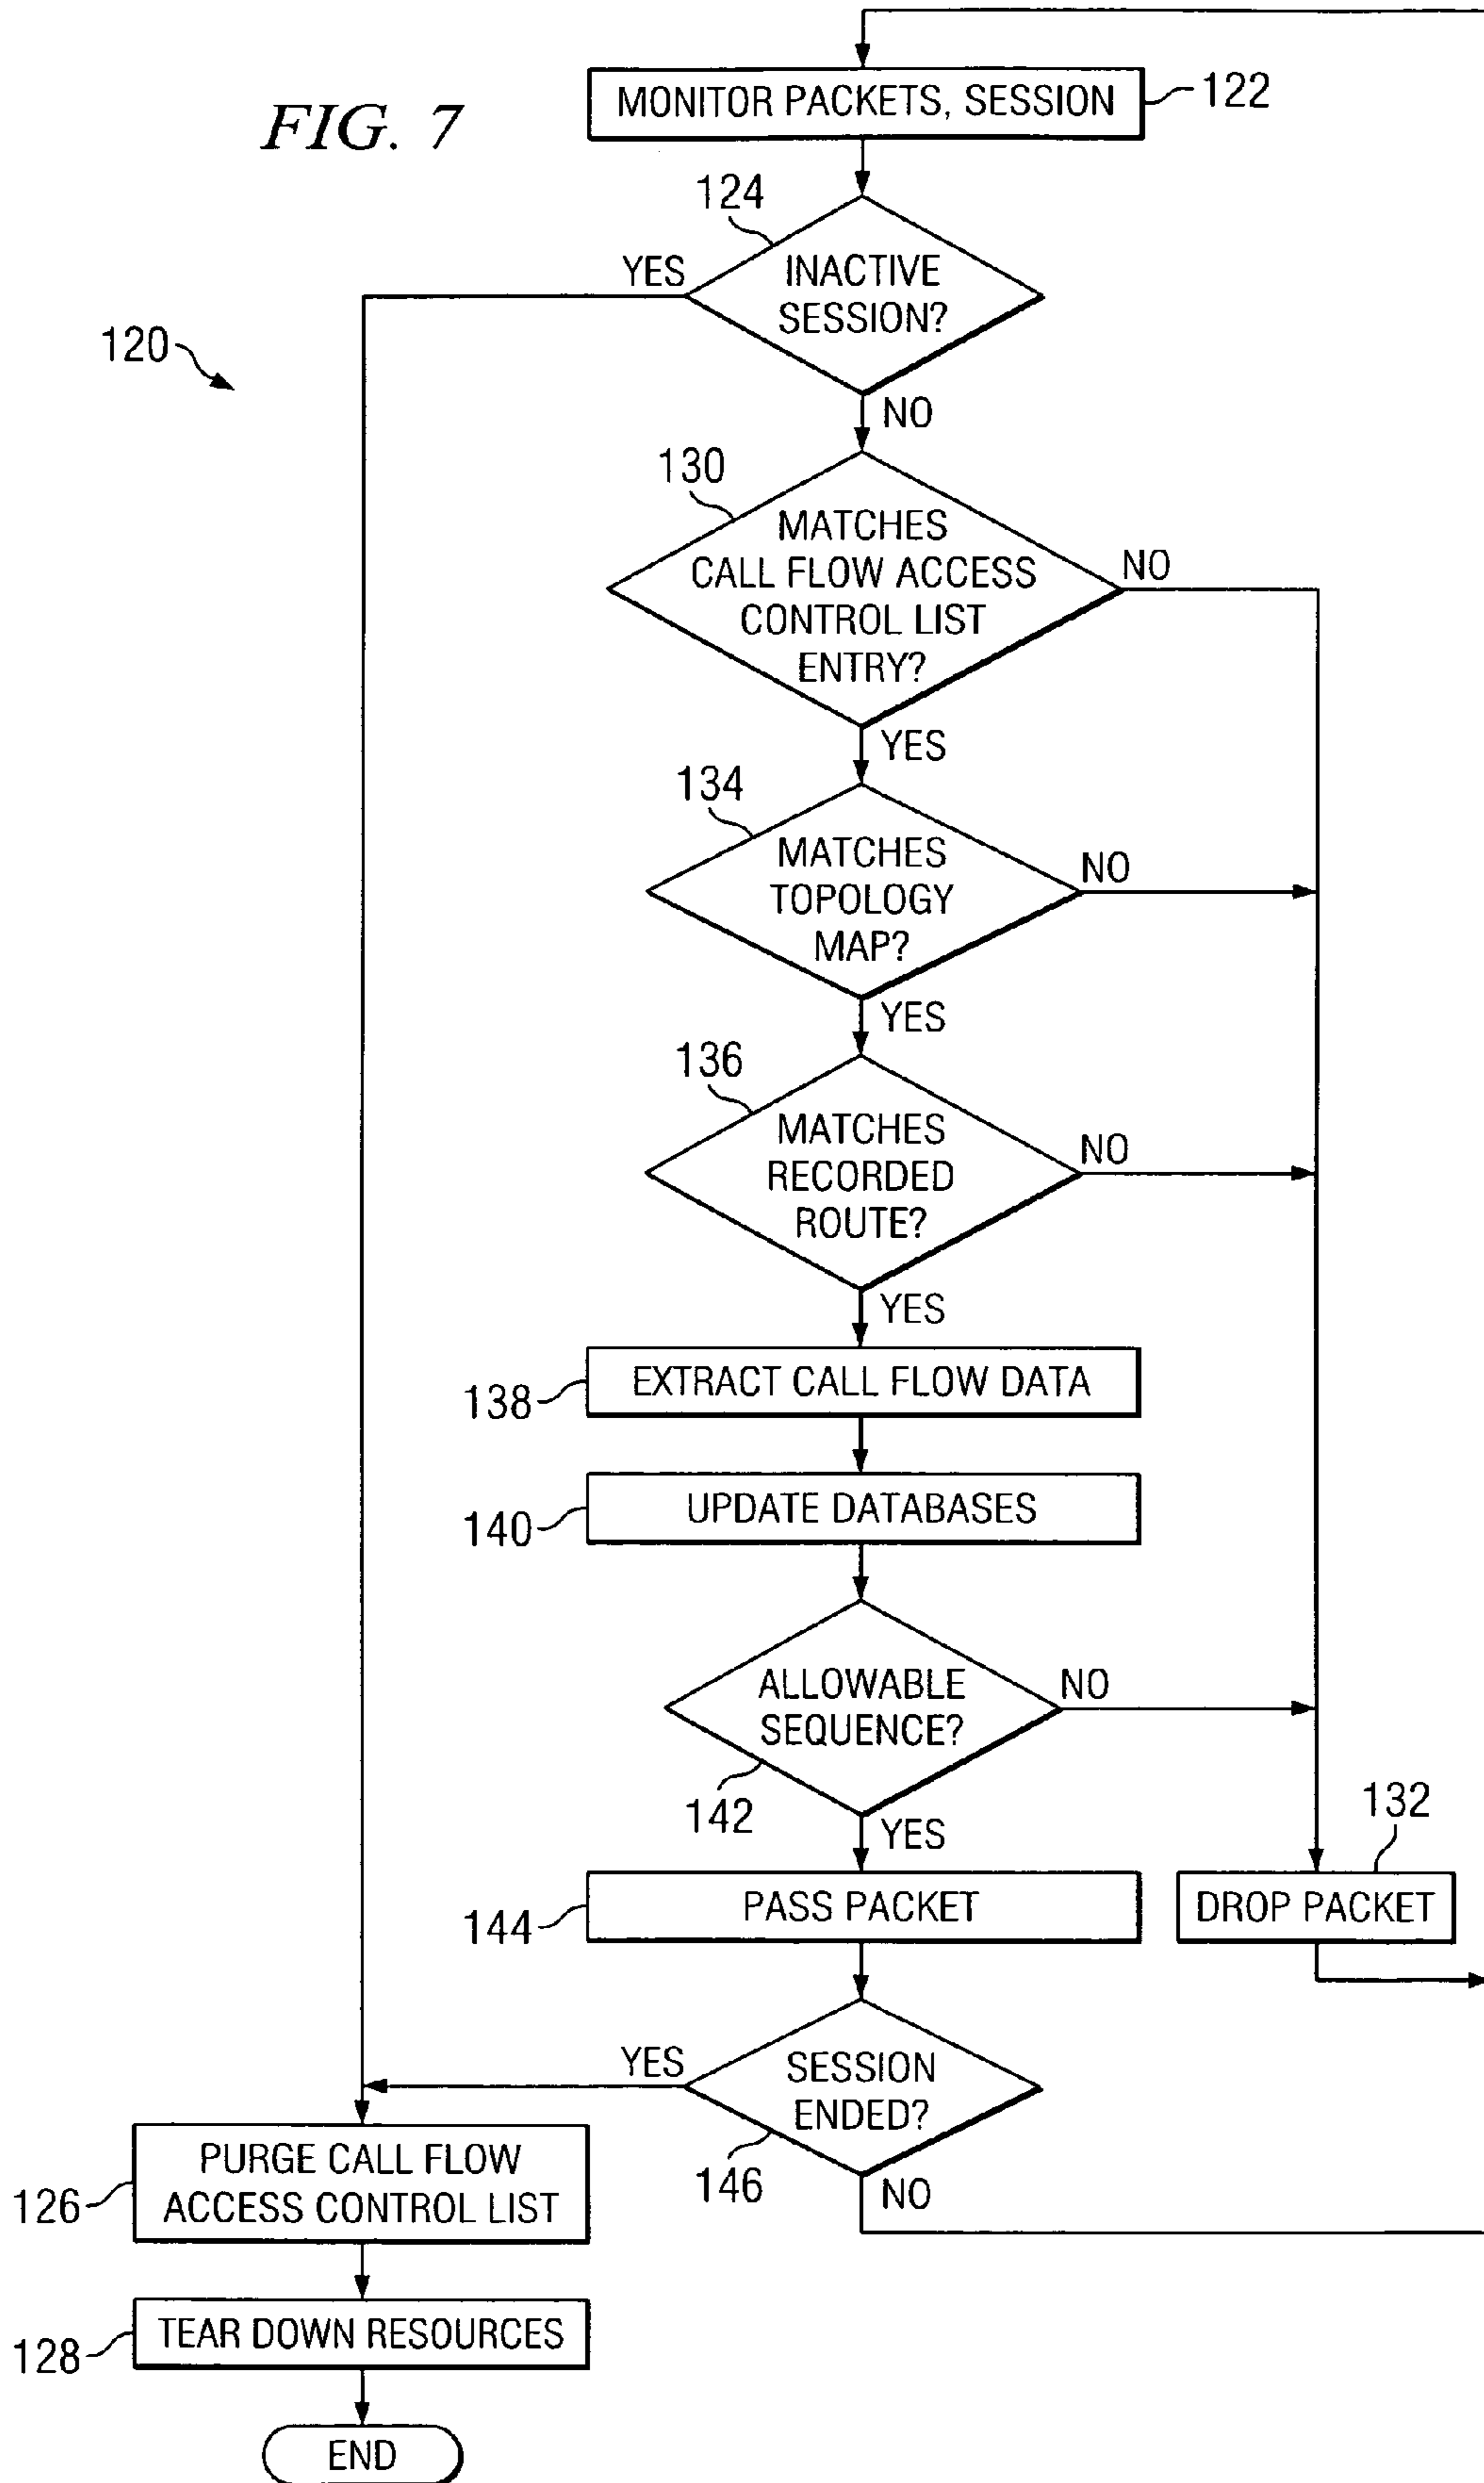 FIG. 7
MONITOR PACKETS, SESSION
122
124
INACTIVE
SESSION?
YES
NO
120
130
MATCHES
CALL FLOW ACCESS
CONTROL LIST
ENTRY?
NO
YES
134
MATCHES
TOPOLOGY
MAP?
NO
YES
136
MATCHES
RECORDED
ROUTE?
NO
YES
EXTRACT CALL FLOW DATA
138
UPDATE DATABASES
140
ALLOWABLE
SEQUENCE?
NO
142
YES
132
PASS PACKET
144
DROP PACKET
SESSION
ENDED?
YES
146
NO
PURGE CALL FLOW
ACCESS CONTROL LIST
126
TEAR DOWN RESOURCES
128
END